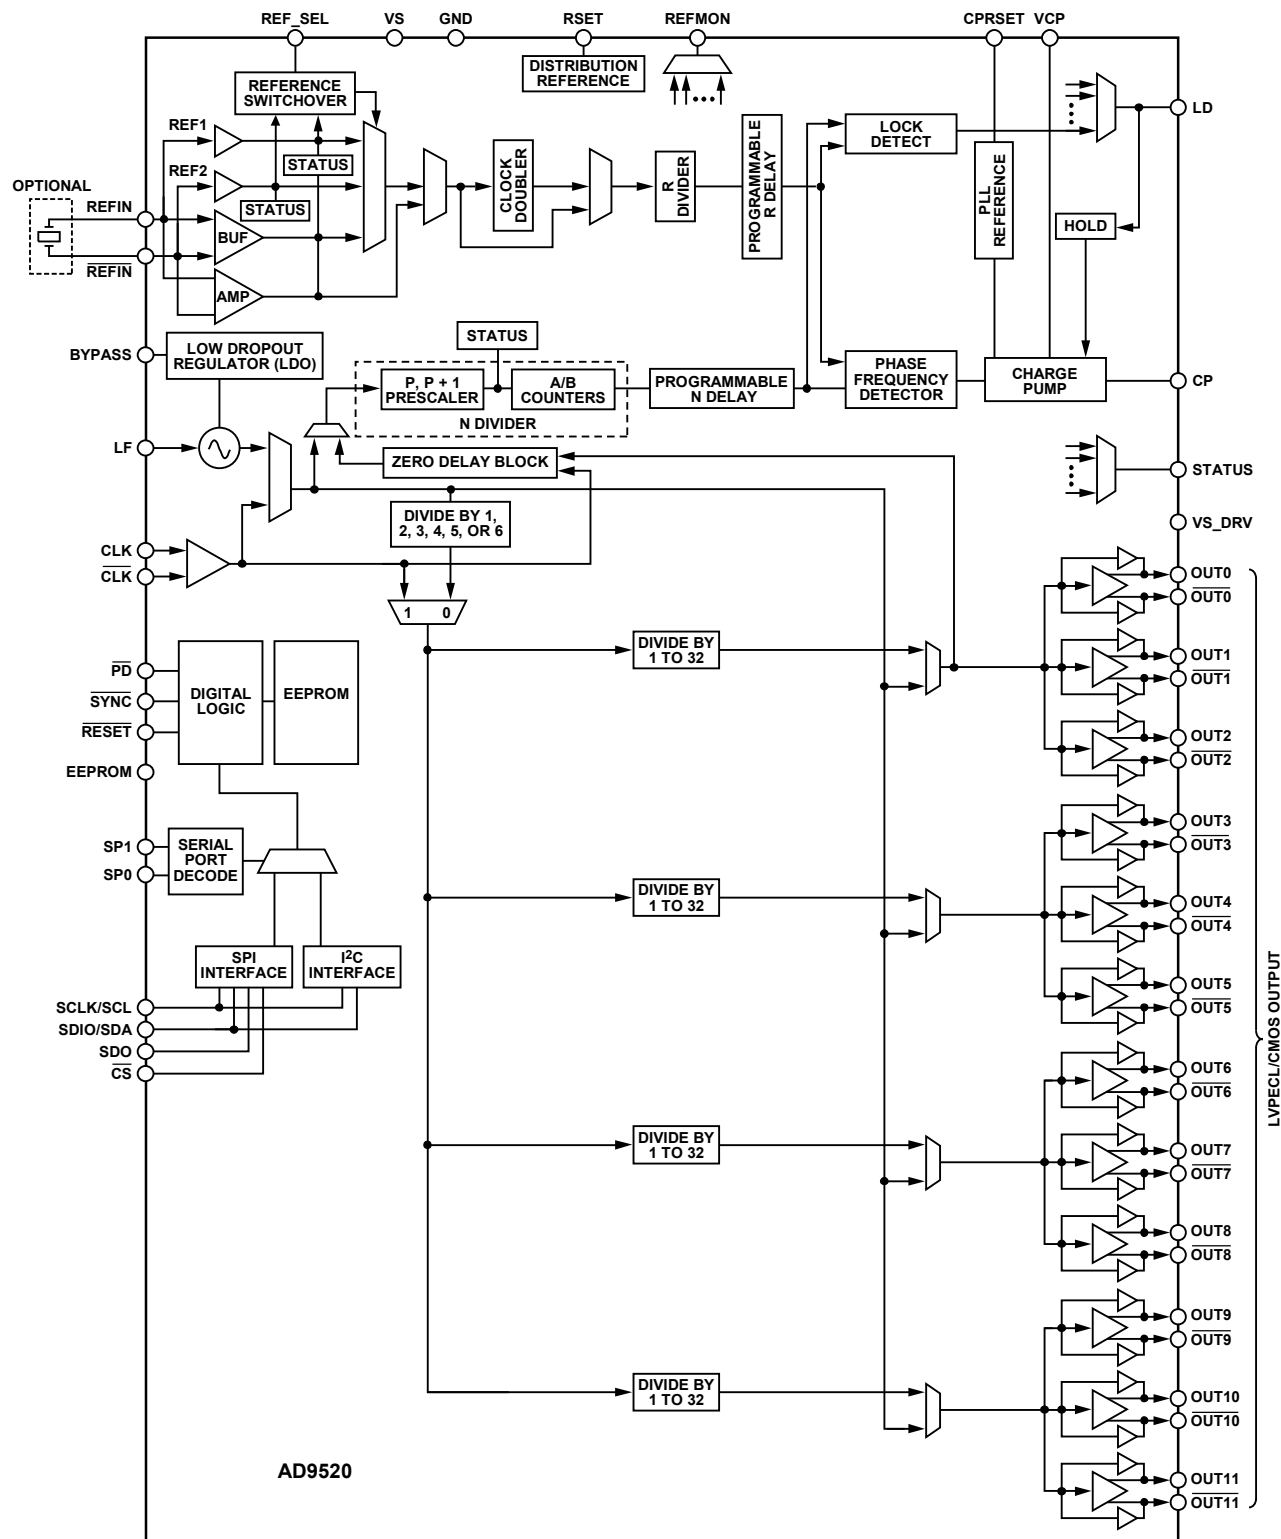 REF_SEL VS GND RSET REFMON CPRSET VCP
DISTRIBUTION
REFERENCE
REFERENCE
SWITCHOVER
LD
REF1
LOCK
DETECT
STATUS
REF2
STATUS
CLOCK
DOUBLER
R
DIVIDER
PROGRAMMABLE
R DELAY
PLL
REFERENCE
HOLD
OPTIONAL
REFIN
REFIN
BUF
AMP
STATUS
BYPASS
LOW DROPOUT
REGULATOR (LDO)
P, P + 1
PRESCALER
A/B
COUNTERS
N DIVIDER
PROGRAMMABLE
N DELAY
PHASE
FREQUENCY
DETECTOR
CHARGE
PUMP
CP
LF
ZERO DELAY BLOCK
STATUS
DIVIDE BY 1,
2, 3, 4, 5, OR 6
VS_DRV
CLK
CLK
1 0
OUT0
OUT0
DIVIDE BY
1 TO 32
OUT1
OUT1
PD
SYNC
RESET
DIGITAL
LOGIC
EEPROM
OUT2
OUT2
EEPROM
OUT3
OUT3
SP1
SP0
SERIAL
PORT
DECODE
DIVIDE BY
1 TO 32
OUT4
OUT4
SPI
INTERFACE
I2C
INTERFACE
OUT5
OUT5
SCLK/SCL
SDIO/SDA
SDO
CS
OUT6
OUT6
DIVIDE BY
1 TO 32
OUT7
OUT7
OUT8
OUT8
OUT9
OUT9
DIVIDE BY
1 TO 32
OUT10
OUT10
OUT11
OUT11
LVPECL/CMOS OUTPUT
AD9520